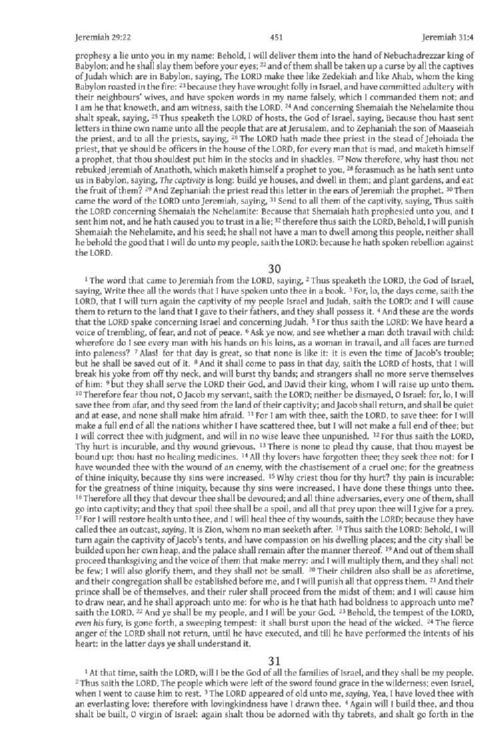 Jeremiah 29:22 451 Jeremiah 31:4
prophesy a lie unto you in my name: Behold, I will deliver them into the hand of Nebuchadrezzar king of
Babylon; and he shall slay them before your eyes; 22 and of them shall be taken up a curse by all the captives
of Judah which are in Babylon, saying, The LORD make thee like Zedekiah and like Ahab, whom the king
Babylon roasted in the fire: 23 because they have wrought folly in Israel, and have committed adultery with
their neighbours' wives, and have spoken words in my name falsely, which I commanded them not; and
I am he that knoweth, and am witness, saith the LORD. 24 And concerning Shemaiah the Nehelamite thou
shalt speak, saying, 25 Thus speaketh the LORD of hosts, the God of Israel, saying, Because thou hast sent
letters in thine own name unto all the people that are at Jerusalem, and to Zephaniah the son of Maaseiah
the priest, and to all the priests, saying, 26 The LORD hath made thee priest in the stead of Jehoiada the
priest, that ye should be officers in the house of the LORD, for every man that is mad, and maketh himself
a prophet, that thou shouldest put him in the stocks and in shackles. 27 Now therefore, why hast thou not
rebuked Jeremiah of Anathoth, which maketh himself a prophet to you, 28 forasmuch as he hath sent unto
us in Babylon, saying, The captivity is long: build ye houses, and dwell in them; and plant gardens, and eat
the fruit of them? 29 And Zephaniah the priest read this letter in the ears of Jeremiah the prophet. 30 Then
came the word of the LORD unto Jeremiah, saying, 31 Send to all them of the captivity, saying, Thus saith
the LORD concerning Shemaiah the Nehelamite: Because that Shemaiah hath prophesied unto you, and I
sent him not, and he hath caused you to trust in a lie; 32 therefore thus saith the LORD, Behold, I will punish
Shemaiah the Nehelamite, and his seed; he shall not have a man to dwell among this people, neither shall
he behold the good that I will do unto my people, saith the LORD: because he hath spoken rebellion against
the LORD.
30
1 The word that came to Jeremiah from the LORD, saying, 2 Thus speaketh the LORD, the God of Israel,
saying, Write thee all the words that I have spoken unto thee in a book. 3 For, lo, the days come, saith the
LORD, that I will turn again the captivity of my people Israel and Judah, saith the LORD: and I will cause
them to return to the land that I gave to their fathers, and they shall possess it. 4 And these are the words
that the LORD spake concerning Israel and concerning Judah. 5 For thus saith the LORD: We have heard a
voice of trembling, of fear, and not of peace. 6 Ask ye now, and see whether a man doth travail with child:
wherefore do I see every man with his hands on his loins, as a woman in travail, and all faces are turned
into paleness? 7 Alas! for that day is great, so that none is like it: it is even the time of Jacob's trouble;
but he shall be saved out of it. 8 And it shall come to pass in that day, saith the LORD of hosts, that I will
break his yoke from off thy neck, and will burst thy bands; and strangers shall no more serve themselves
of him: 9 but they shall serve the LORD their God, and David their king, whom I will raise up unto them.
10 Therefore fear thou not, O Jacob my servant, saith the LORD; neither be dismayed, O Israel: for, lo, I will
save thee from afar, and thy seed from the land of their captivity; and Jacob shall return, and shall be quiet
and at ease, and none shall make him afraid. 11 For I am with thee, saith the LORD, to save thee: for I will
make a full end of all the nations whither I have scattered thee, but I will not make a full end of thee; but
I will correct thee with judgment, and will in no wise leave thee unpunished. 12 For thus saith the LORD,
Thy hurt is incurable, and thy wound grievous. 13 There is none to plead thy cause, that thou mayest be
bound up: thou hast no healing medicines. 14 All thy lovers have forgotten thee; they seek thee not: for I
have wounded thee with the wound of an enemy, with the chastisement of a cruel one; for the greatness
of thine iniquity, because thy sins were increased. 15 Why criest thou for thy hurt? thy pain is incurable:
for the greatness of thine iniquity, because thy sins were increased, I have done these things unto thee.
16 Therefore all they that devour thee shall be devoured; and all thine adversaries, every one of them, shall
go into captivity; and they that spoil thee shall be a spoil, and all that prey upon thee will I give for a prey.
17 For I will restore health unto thee, and I will heal thee of thy wounds, saith the LORD; because they have
called thee an outcast, saying, It is Zion, whom no man seeketh after. 18 Thus saith the LORD: Behold, I will
turn again the captivity of Jacob's tents, and have compassion on his dwelling places; and the city shall be
builded upon her own heap, and the palace shall remain after the manner thereof. 19 And out of them shall
proceed thanksgiving and the voice of them that make merry: and I will multiply them, and they shall not
be few; I will also glorify them, and they shall not be small. 20 Their children also shall be as aforetime,
and their congregation shall be established before me, and I will punish all that oppress them. 21 And their
prince shall be of themselves, and their ruler shall proceed from the midst of them; and I will cause him
to draw near, and he shall approach unto me: for who is he that hath had boldness to approach unto me?
saith the LORD. 22 And ye shall be my people, and I will be your God. 23 Behold, the tempest of the LORD,
even his fury, is gone forth, a sweeping tempest: it shall burst upon the head of the wicked. 24 The fierce
anger of the LORD shall not return, until he have executed, and till he have performed the intents of his
heart: in the latter days ye shall understand it.
31
1 At that time, saith the LORD, will I be the God of all the families of Israel, and they shall be my people.
2 Thus saith the LORD, The people which were left of the sword found grace in the wilderness; even Israel,
when I went to cause him to rest. 3 The LORD appeared of old unto me, saying, Yea, I have loved thee with
an everlasting love: therefore with lovingkindness have I drawn thee. 4 Again will I build thee, and thou
shalt be built, O virgin of Israel: again shalt thou be adorned with thy tabrets, and shalt go forth in the